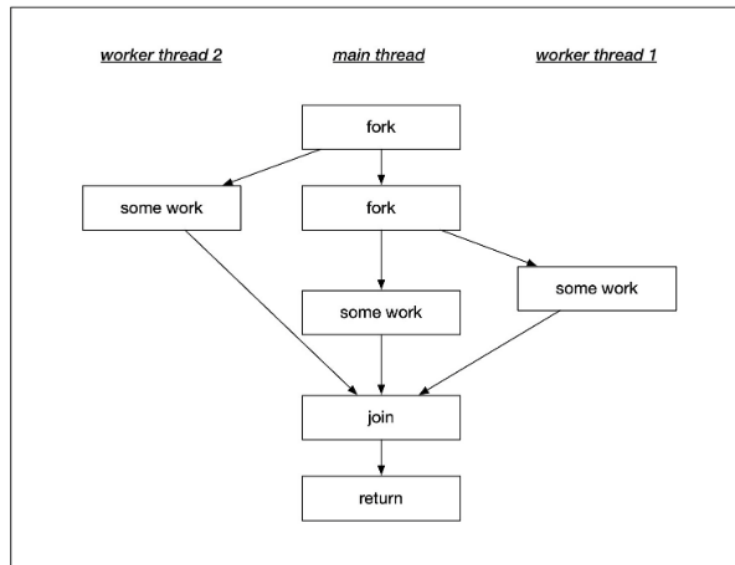 worker thread 2
main thread
worker thread 1
fork
some work
fork
some work
some work
join
return